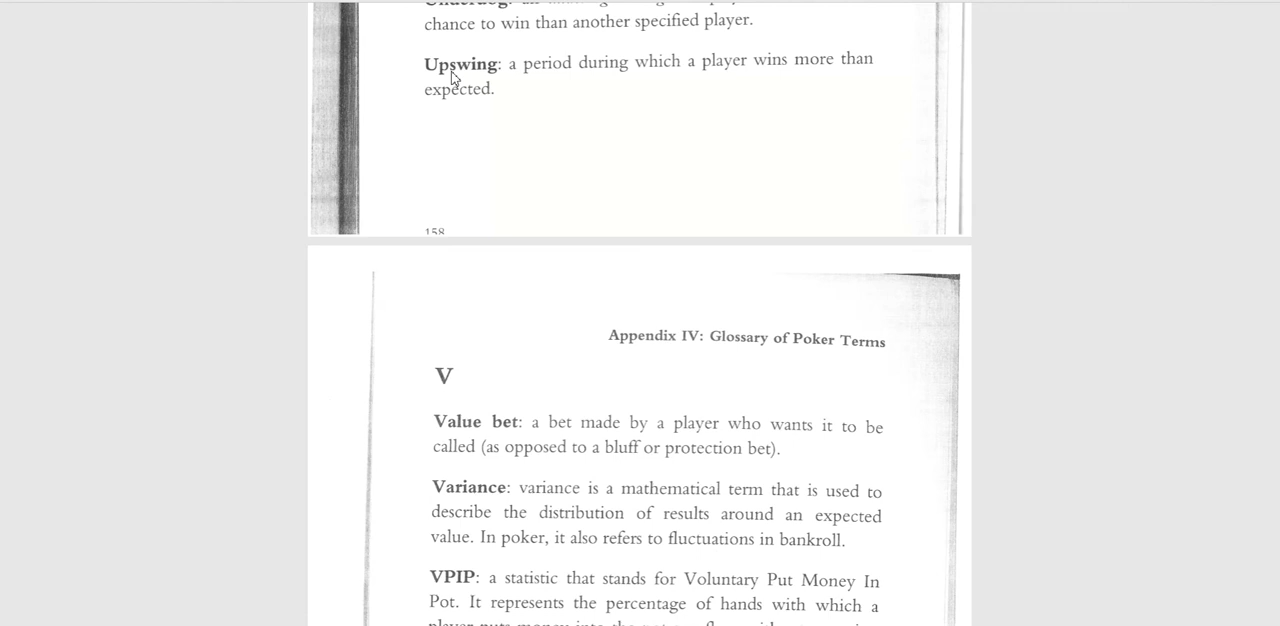 Underdog:
chance to win than another specified player.
Upswing: a period during which a player wins more than
expected.
158
Appendix IV: Glossary of Poker Terms
V
Value bet: a bet made by a player who wants it to be
called (as opposed to a bluff or protection bet).
Variance: variance is a mathematical term that is used to
describe the distribution of results around an expected
value. In poker, it also refers to fluctuations in bankroll.
VPIP: a statistic that stands for Voluntary Put Money In
Pot. It represents the percentage of hands with which a